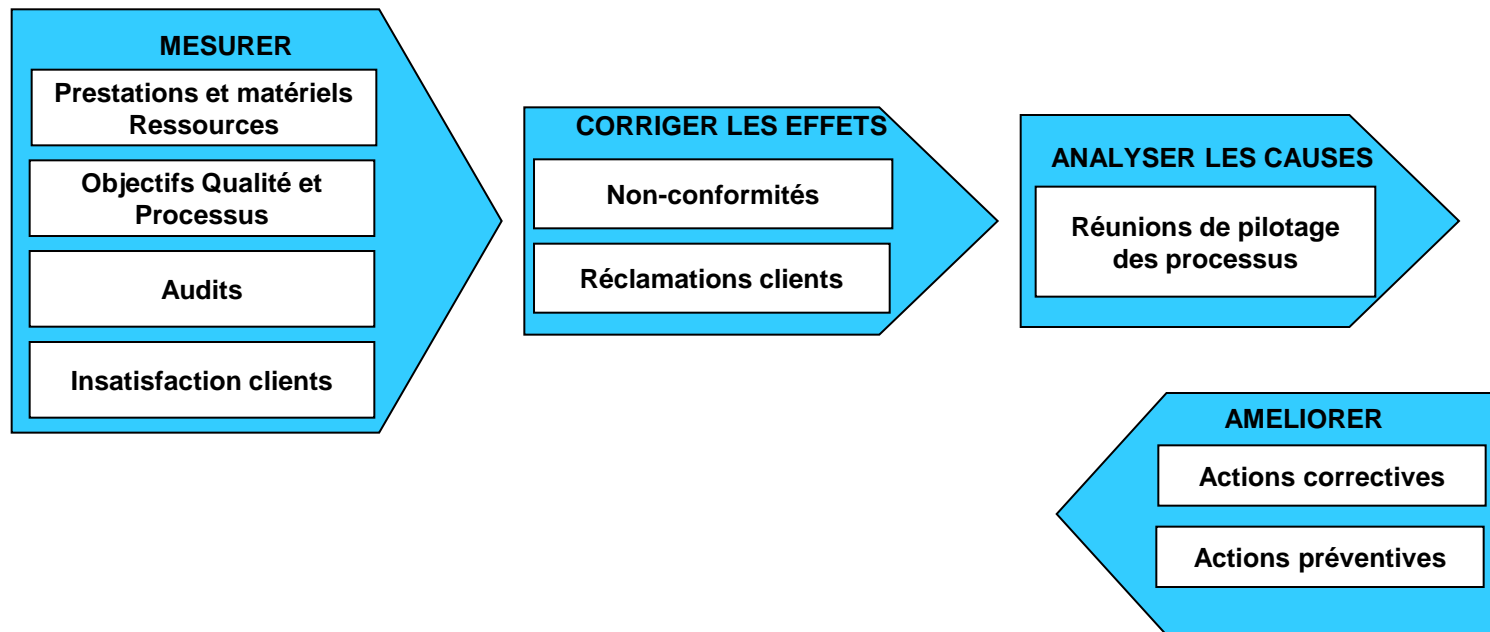 MESURER
Prestations et matériels
Ressources
Objectifs Qualité et
Processus
Audits
Insatisfaction clients
CORRIGER LES EFFETS
Non-conformités
Réclamations clients
ANALYSER LES CAUSES
Réunions de pilotage
des processus
AMELIORER
Actions correctives
Actions préventives